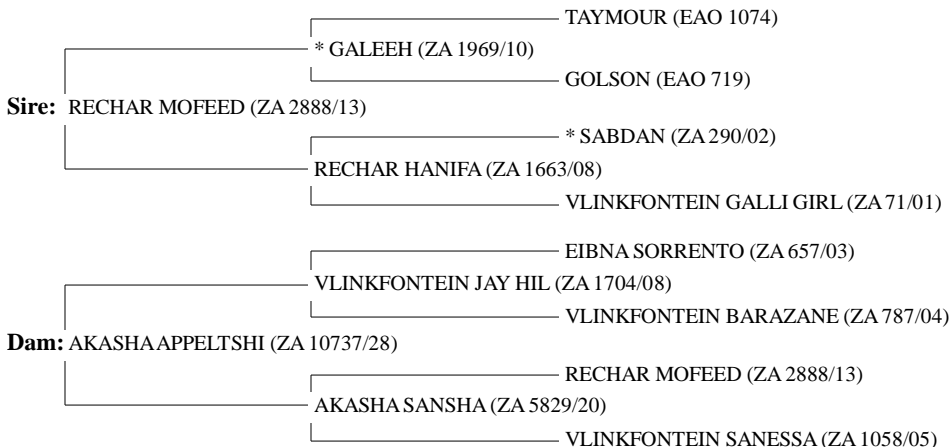 TAYMOUR (EAO 1074)
* GALEEH (ZA 1969/10)
GOLSON (EAO 719)
Sire: RECHAR MOFEED (ZA 2888/13)
* SABDAN (ZA 290/02)
RECHAR HANIFA (ZA 1663/08)
VLINKFONTEIN GALLI GIRL (ZA 71/01)
EIBNA SORRENTO (ZA 657/03)
VLINKFONTEIN JAY HIL (ZA 1704/08)
VLINKFONTEIN BARAZANE (ZA 787/04)
Dam: AKASHA APPELTSHI (ZA 10737/28)
RECHAR MOFEED (ZA 2888/13)
AKASHA SANSHA (ZA 5829/20)
VLINKFONTEIN SANESSA (ZA 1058/05)